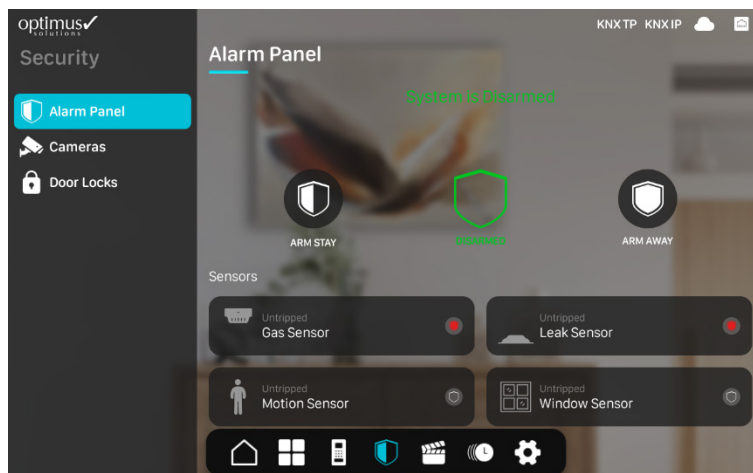 optimus
solutions
KNX TP KNX IP
Security
Alarm Panel
Cameras
Door Locks
Alarm Panel
System is Disarmed
ARM STAY
DISARMED
ARM AWAY
Sensors
Untripped
Gas Sensor
Untripped
Leak Sensor
Untripped
Motion Sensor
Untripped
Window Sensor